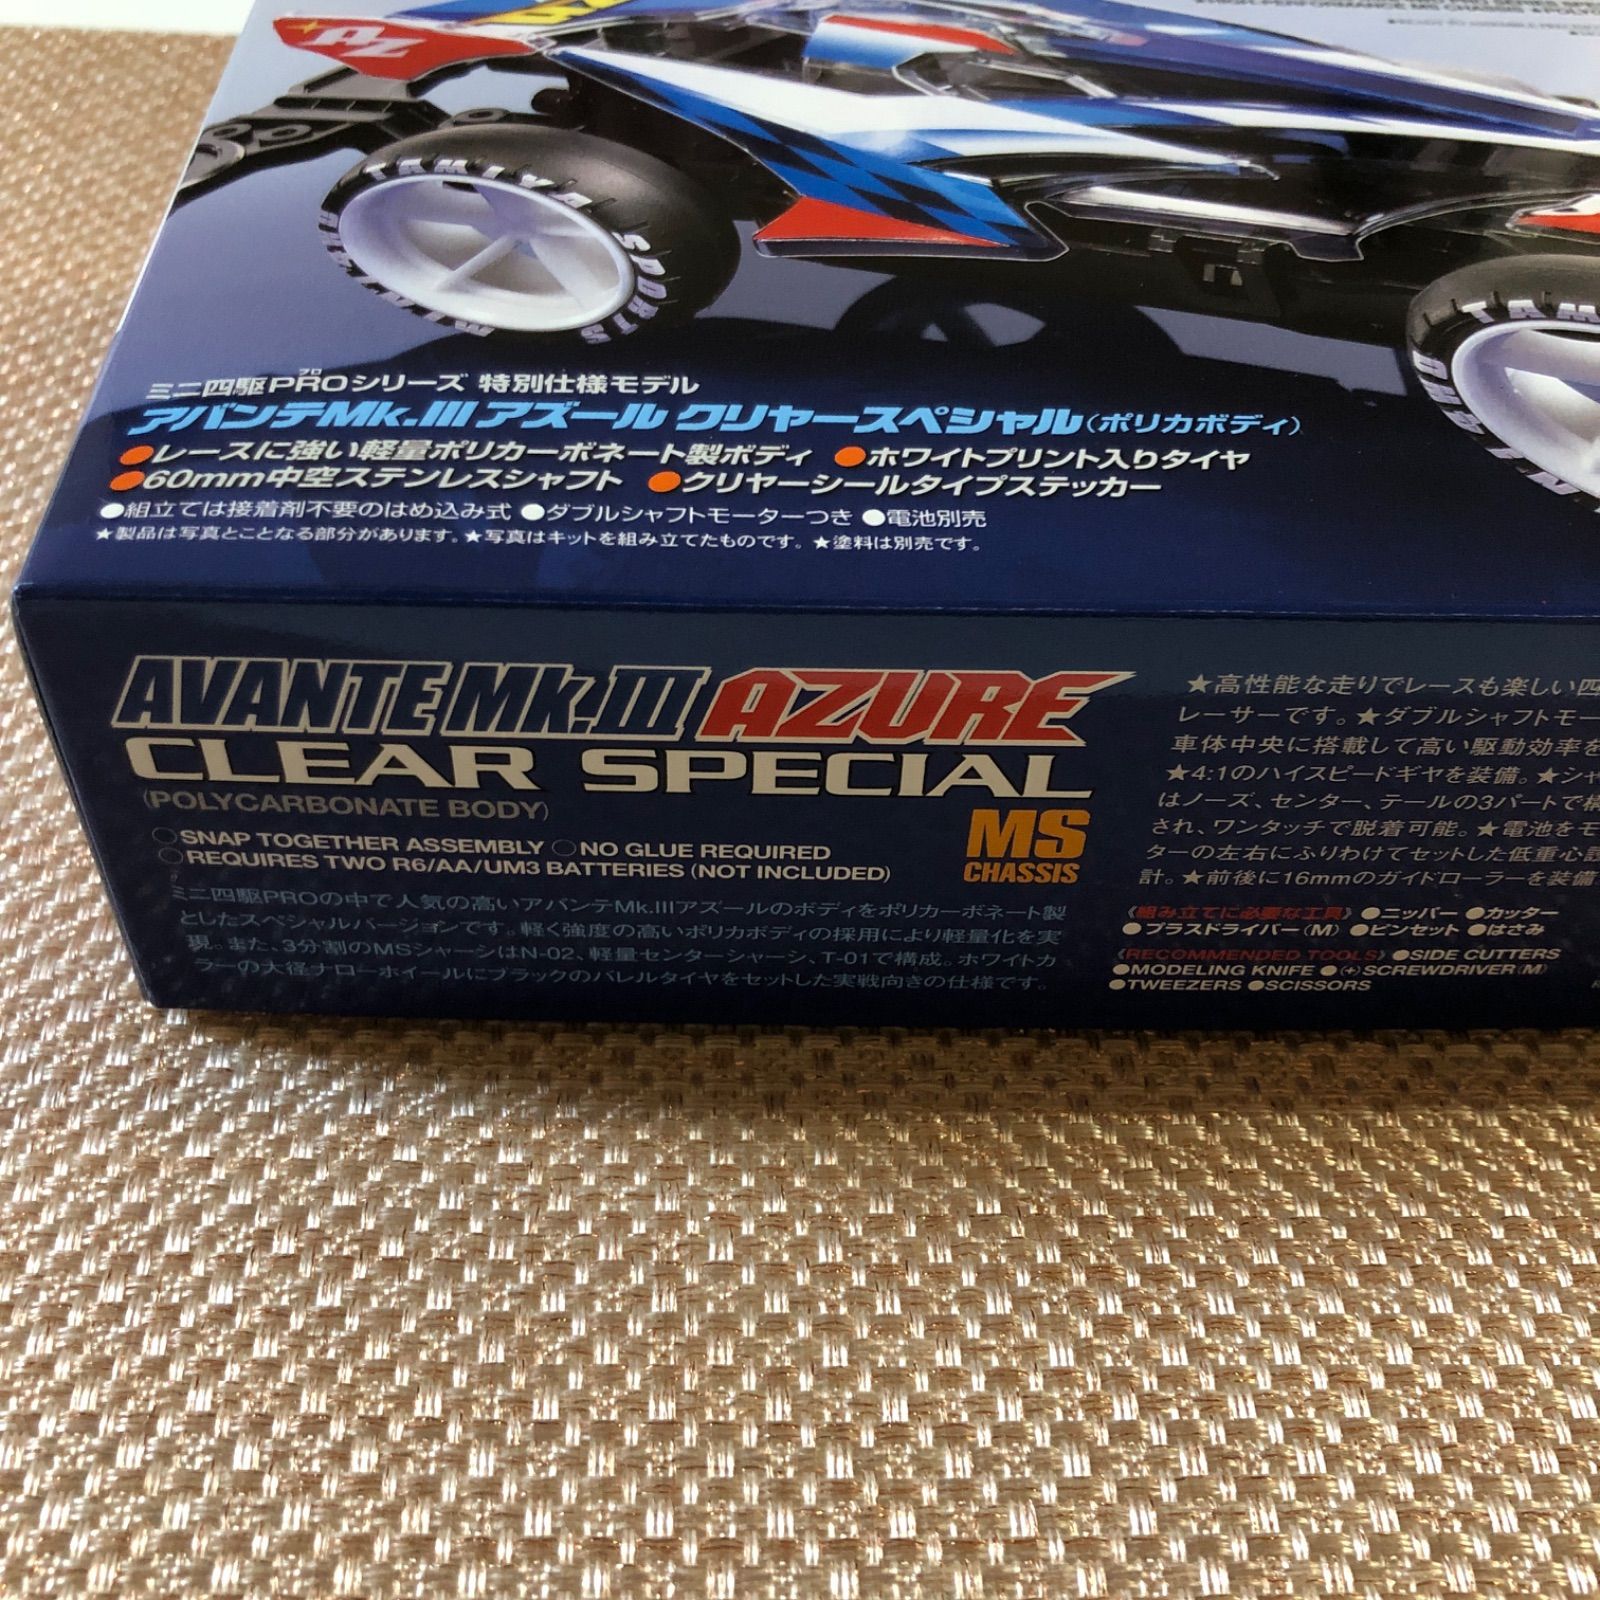 AZ
TAMIYA SPORTS
ミニ四駆PROシリーズ 特別仕様モデル
プロ
アバンテMk.III アズール クリヤースペシャル(ポリカボディ)
●レースに強い軽量ポリカーボネート製ボディ ●ホワイトプリント入りタイヤ
●60mm中空ステンレスシャフト ●クリヤーシールタイプステッカー
●組立ては接着剤不要のはめ込み式 ●ダブルシャフトモーターつき ●電池別売
★製品は写真とことなる部分があります。★写真はキットを組み立てたものです。★塗料は別売です。
AVANTE Mk.III AZURE
CLEAR SPECIAL
(POLYCARBONATE BODY)
MS
CHASSIS
○SNAP TOGETHER ASSEMBLY ○NO GLUE REQUIRED
○REQUIRES TWO R6/AA/UM3 BATTERIES (NOT INCLUDED)
ミニ四駆PROの中で人気の高いアバンテMk.IIIアズールのボディをポリカーボネート製
としたスペシャルバージョンです。軽く強度の高いポリカボディの採用により軽量化を実
現。また、3分割のMSシャーシはN-02、軽量センターシャーシ、T-01で構成。ホワイトカ
ラーの大径ナローホイールにブラックのバレルタイヤをセットした実戦向きの仕様です。
★高性能な走りでレースも楽しい四
レーサーです。★ダブルシャフトモー
車体中央に搭載して高い駆動効率を
★4:1のハイスピードギヤを装備。★シャ
はノーズ、センター、テールの3パートで構
され、ワンタッチで脱着可能。★電池をモ
ターの左右にふりわけてセットした低重心設
計。★前後に16mmのガイドローラーを装備
《組み立てに必要な工具》●ニッパー ●カッター
●プラスドライバー(M) ●ピンセット ●はさみ
《RECOMMENDED TOOLS》●SIDE CUTTERS
●MODELING KNIFE ●(+)SCREWDRIVER(M)
●TWEEZERS ●SCISSORS